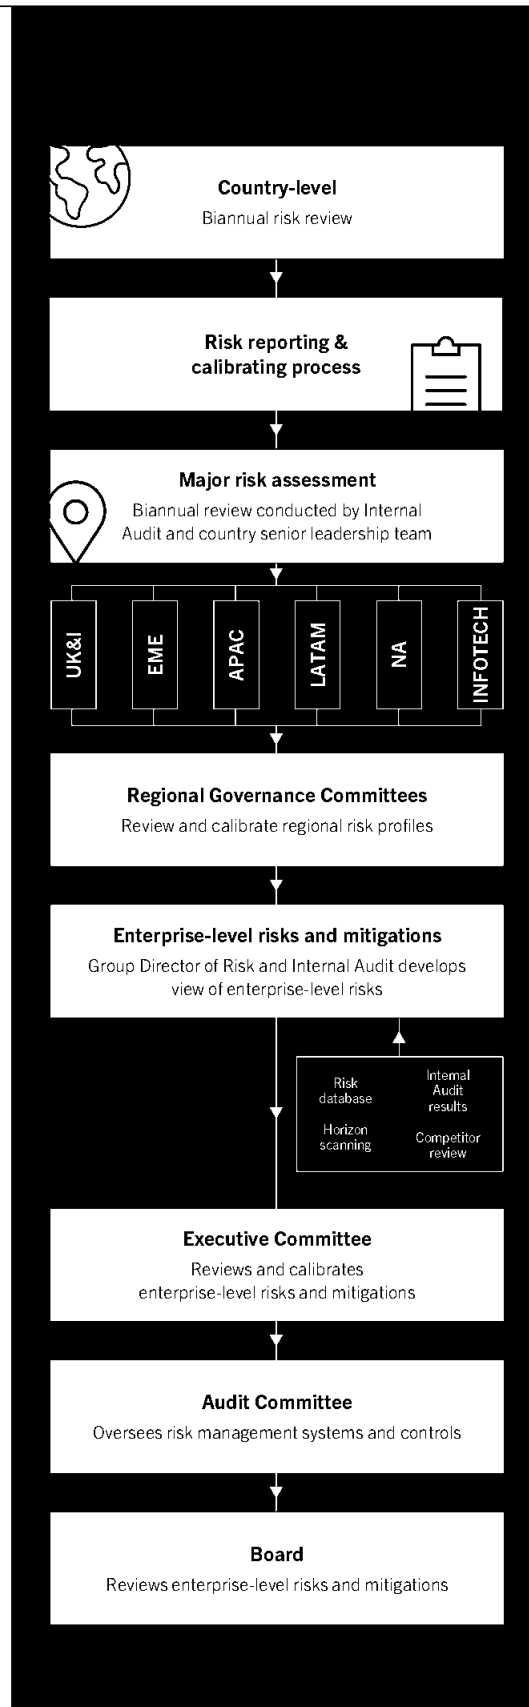 Country-level
Biannual risk review
Risk reporting &
calibrating process
Major risk assessment
Biannual review conducted by Internal
Audit and country senior leadership team
UK&I
EME
APAC
LATAM
NA
INFOTECH
Regional Governance Committees
Review and calibrate regional risk profiles
Enterprise-level risks and mitigations
Group Director of Risk and Internal Audit develops
view of enterprise-level risks
Risk
database
Internal
Audit
results
Horizon
scanning
Competitor
review
Executive Committee
Reviews and calibrates
enterprise-level risks and mitigations
Audit Committee
Oversees risk management systems and controls
Board
Reviews enterprise-level risks and mitigations